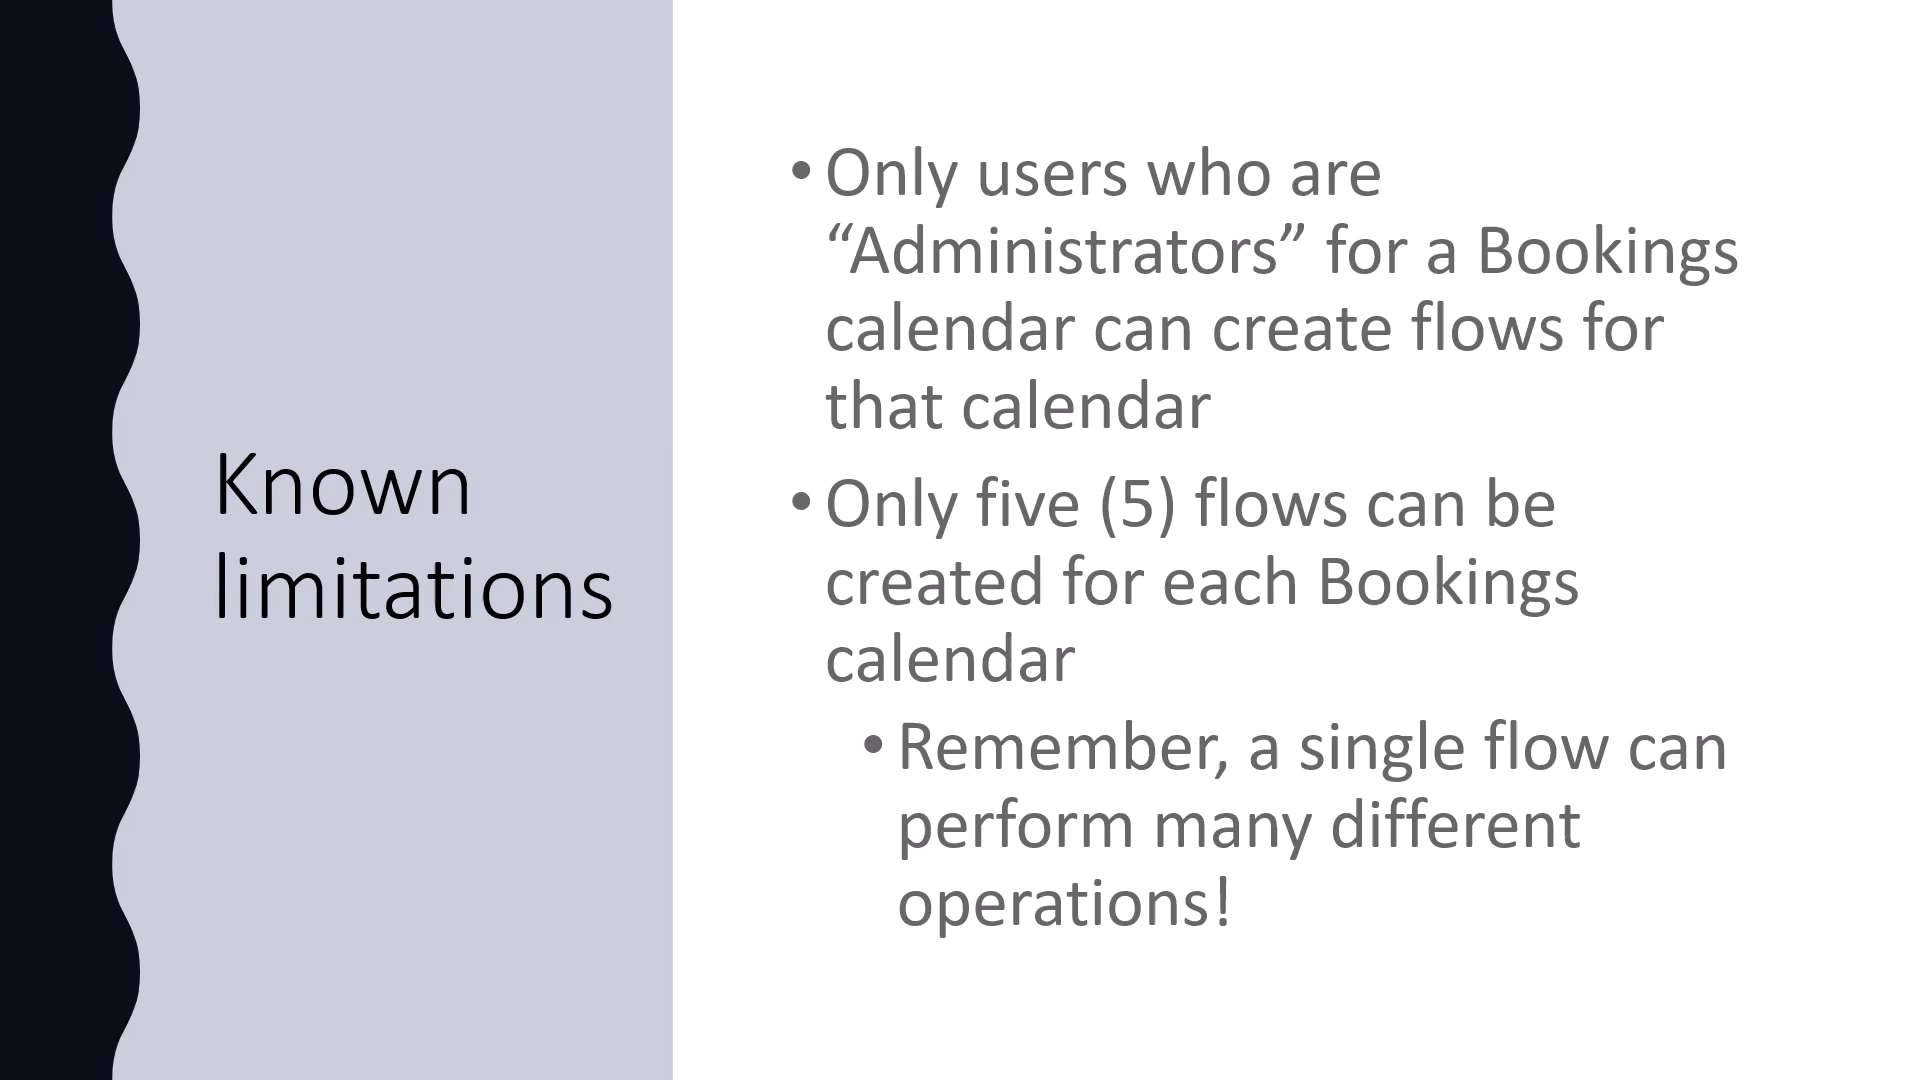 Known
limitations
• Only users who are
“Administrators” for a Bookings
calendar can create flows for
that calendar
• Only five (5) flows can be
created for each Bookings
calendar
• Remember, a single flow can
perform many different
operations!